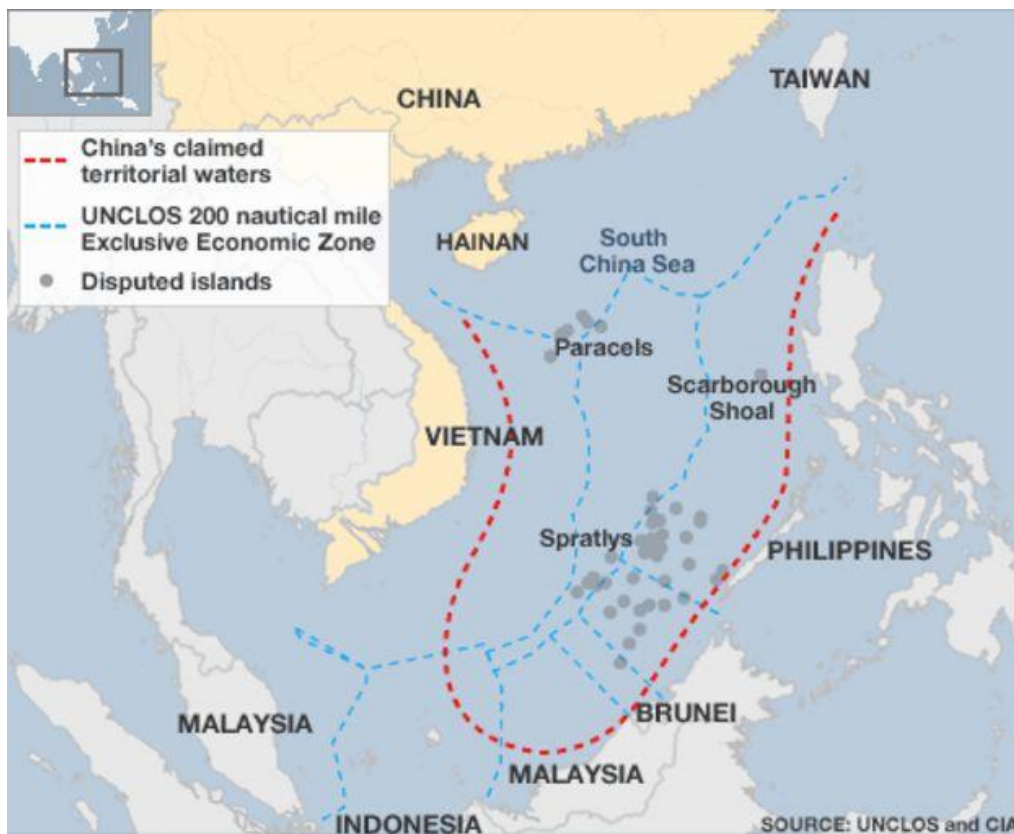 TAIWAN
CHINA
China's claimed
territorial waters
UNCLOS 200 nautical mile
Exclusive Economic Zone
Disputed islands
HAINAN
South
China Sea
Paracels
Scarborough
Shoal
VIETNAM
Spratlys
PHILIPPINES
MALAYSIA
BRUNEI
MALAYSIA
INDONESIA
SOURCE: UNCLOS and CIA